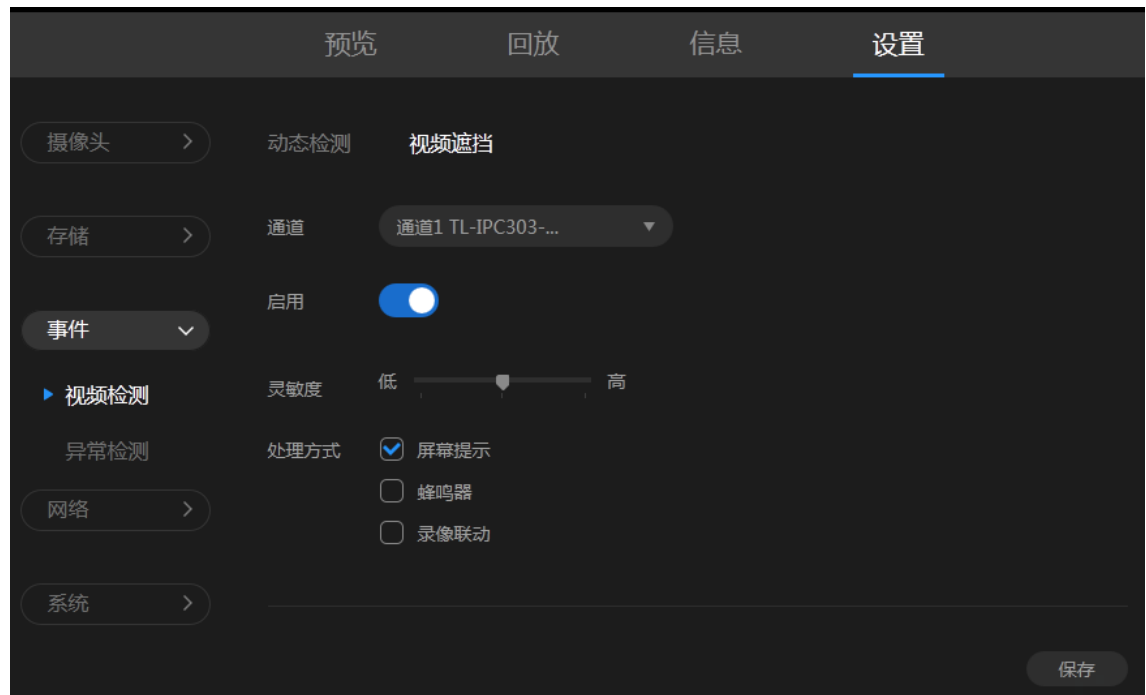 预览 回放 信息 设置
摄像头
动态检测 视频遮挡
存储
通道 通道1 TL-IPC303-...
启用
事件
灵敏度 低 高
视频检测
异常检测
处理方式 屏幕提示
蜂鸣器
录像联动
网络
系统
保存